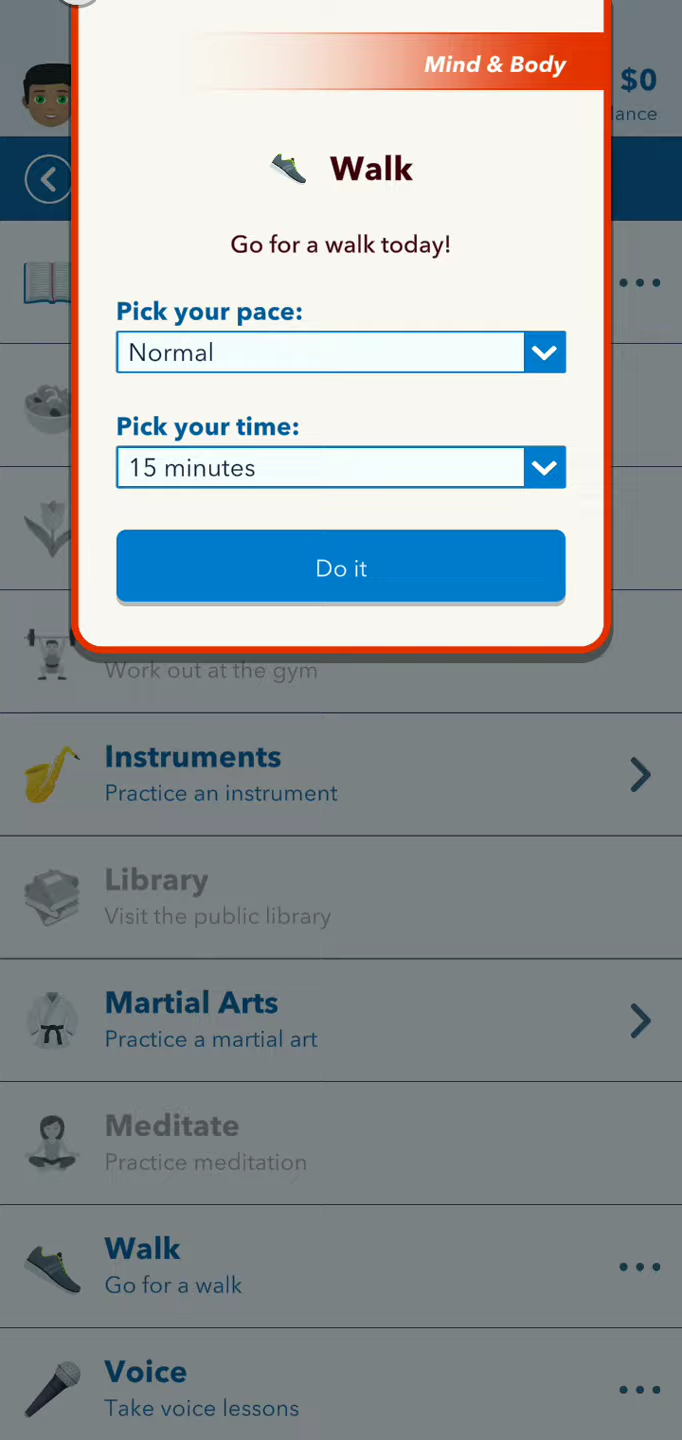 Mind & Body
$0
lance
Walk
Go for a walk today!
Pick your pace:
Normal
Pick your time:
15 minutes
Do it
Work out at the gym
Instruments
Practice an instrument
Library
Visit the public library
Martial Arts
Practice a martial art
Meditate
Practice meditation
Walk
Go for a walk
Voice
Take voice lessons